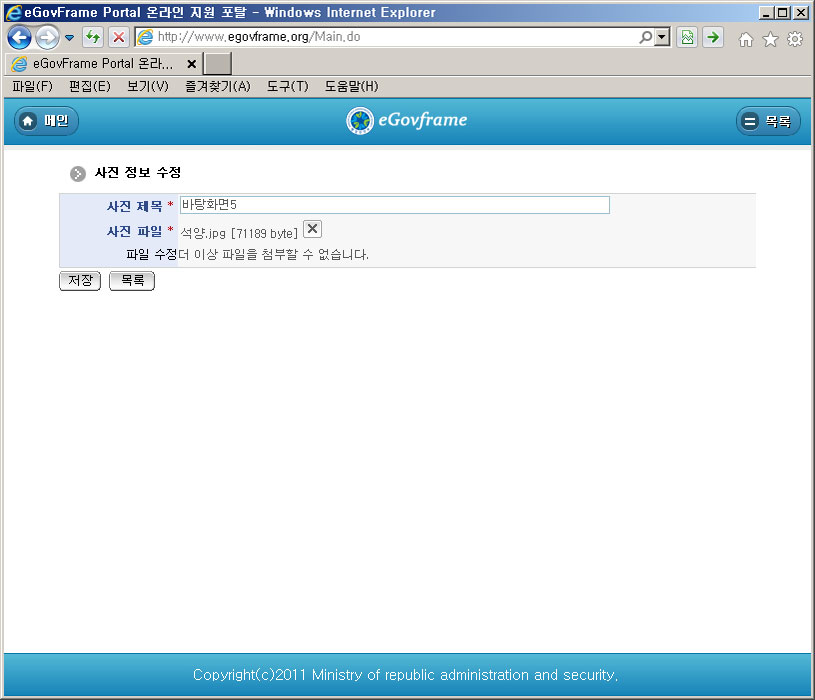 eGovFrame Portal 온라인 지원 포탈 - Windows Internet Explorer
http://www.egovframe.org/Main.do
eGovFrame Portal 온라...
파일(F) 편집(E) 보기(V) 즐겨찾기(A) 도구(T) 도움말(H)
메인 eGovframe 목록
사진 정보 수정
사진 제목 * 바탕화면5
사진 파일 * 석양.jpg [71189 byte]
파일 수정더 이상 파일을 첨부할 수 없습니다.
저장 목록
Copyright(c)2011 Ministry of republic administration and security.